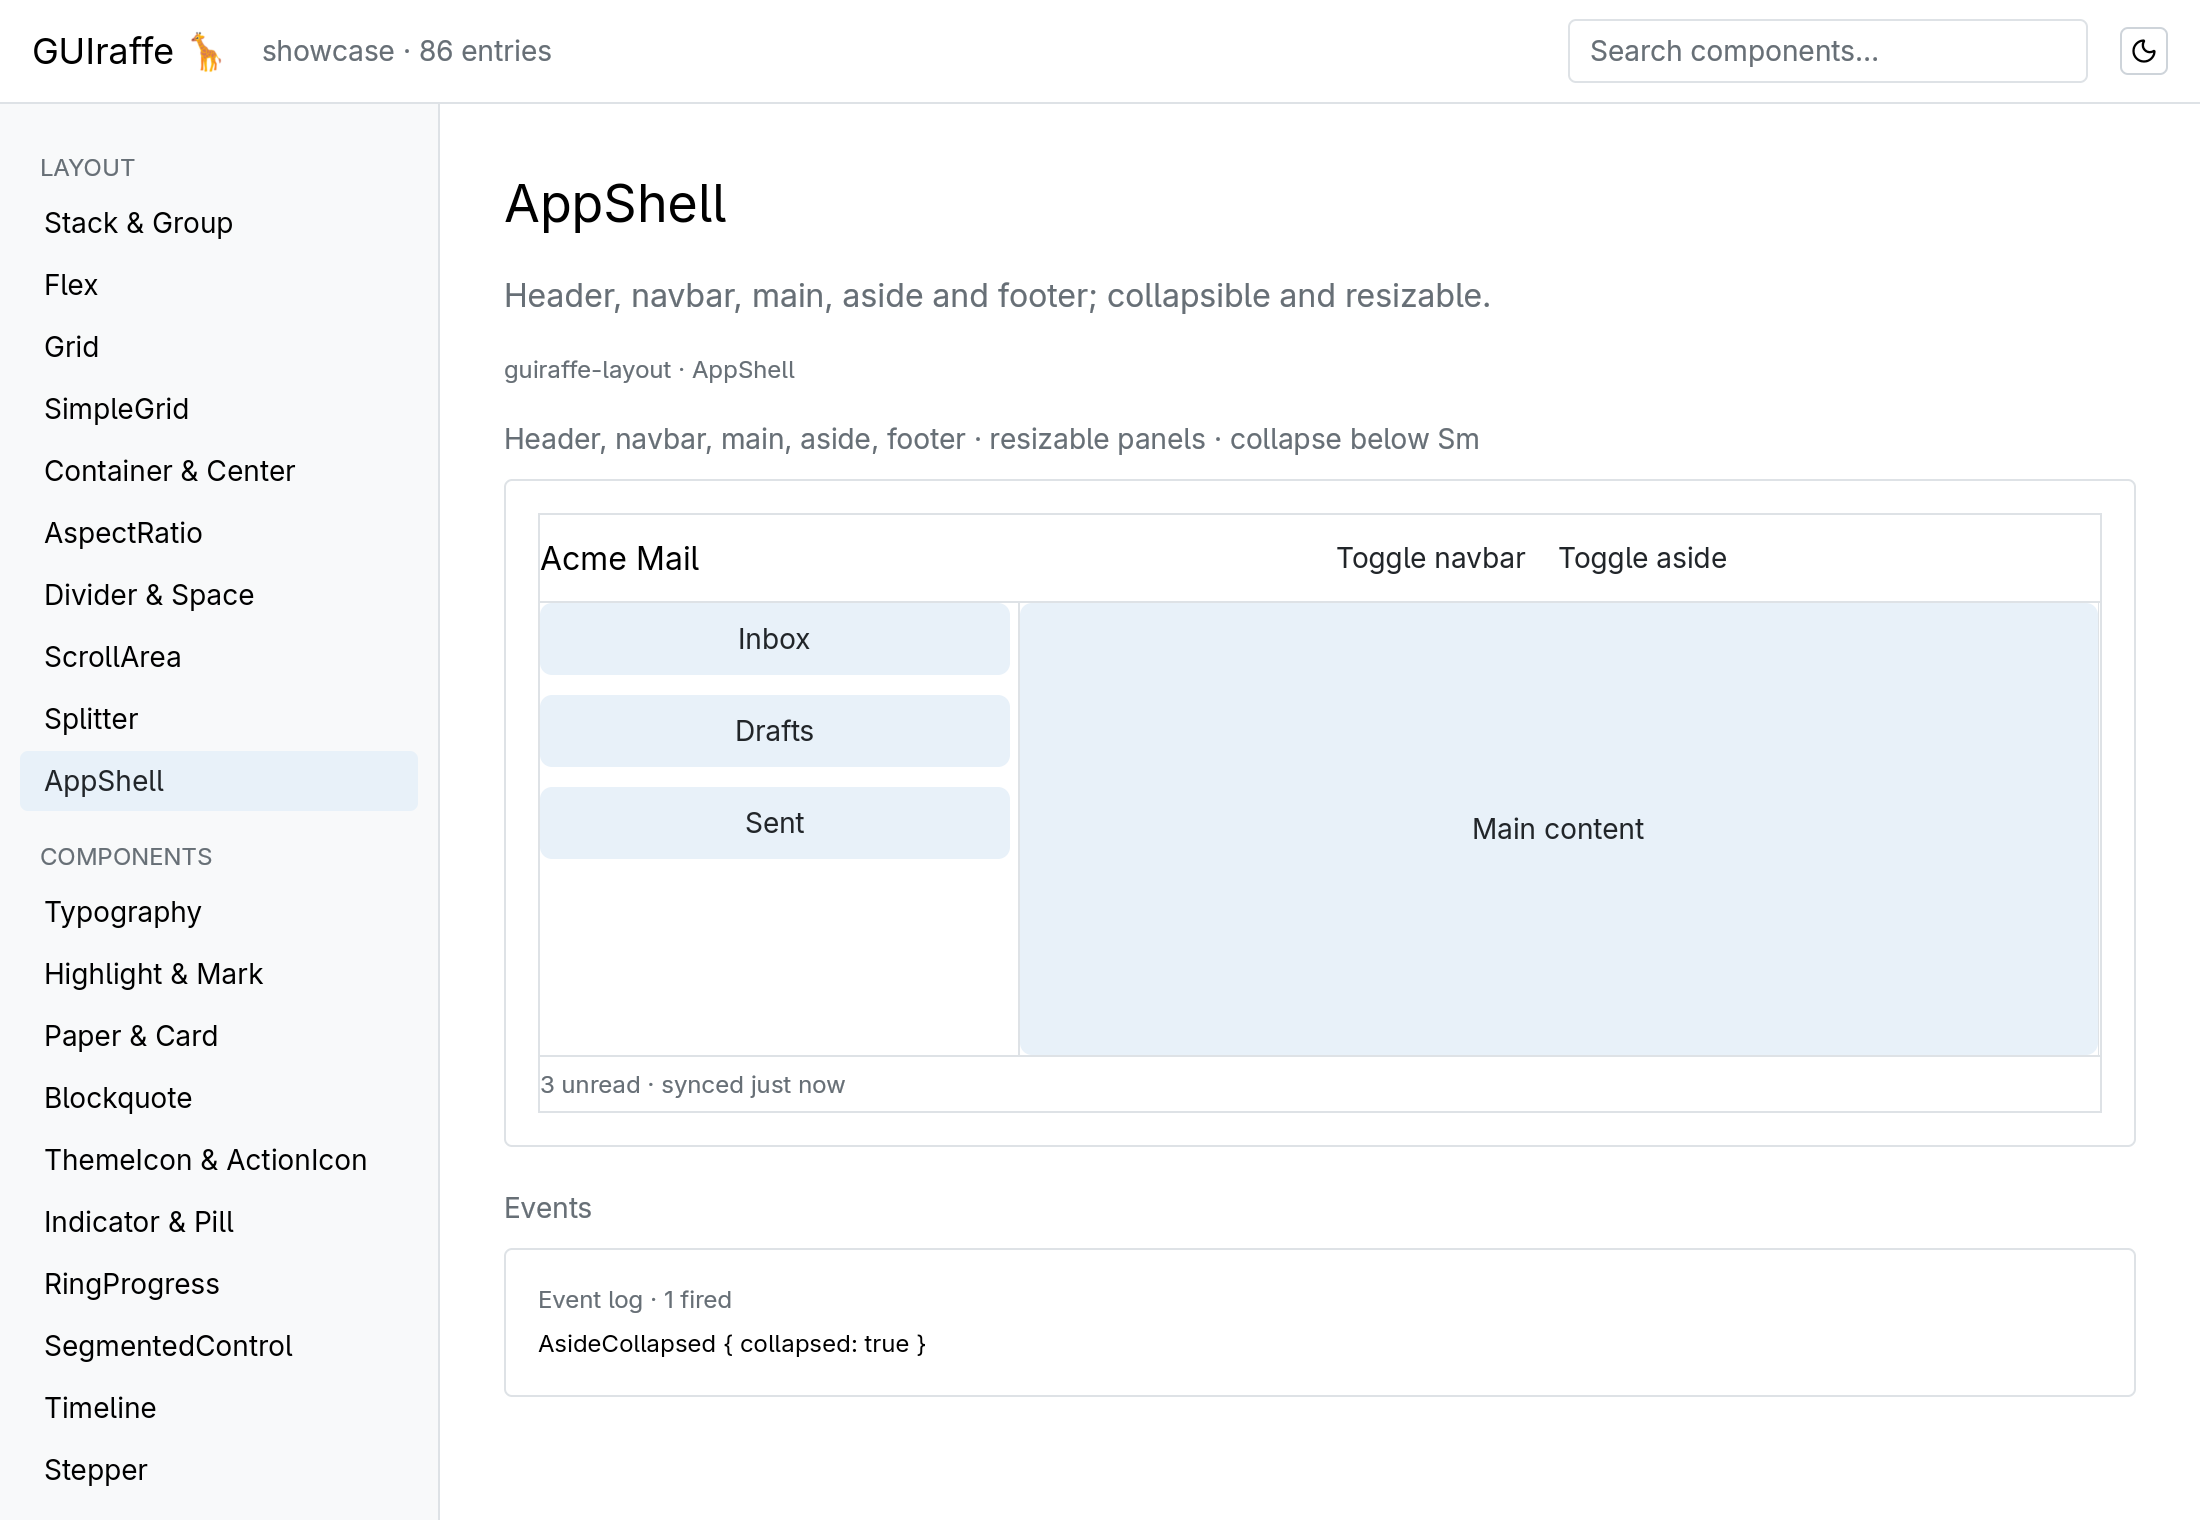 GUIraffe 🦒 showcase · 86 entries Search components...
LAYOUT
Stack & Group
Flex
Grid
SimpleGrid
Container & Center
AspectRatio
Divider & Space
ScrollArea
Splitter
AppShell
COMPONENTS
Typography
Highlight & Mark
Paper & Card
Blockquote
ThemeIcon & ActionIcon
Indicator & Pill
RingProgress
SegmentedControl
Timeline
Stepper
AppShell
Header, navbar, main, aside and footer; collapsible and resizable.
guiraffe-layout · AppShell
Header, navbar, main, aside, footer · resizable panels · collapse below Sm
Acme Mail Toggle navbar Toggle aside
Inbox
Drafts
Sent
Main content
3 unread · synced just now
Events
Event log · 1 fired
AsideCollapsed { collapsed: true }